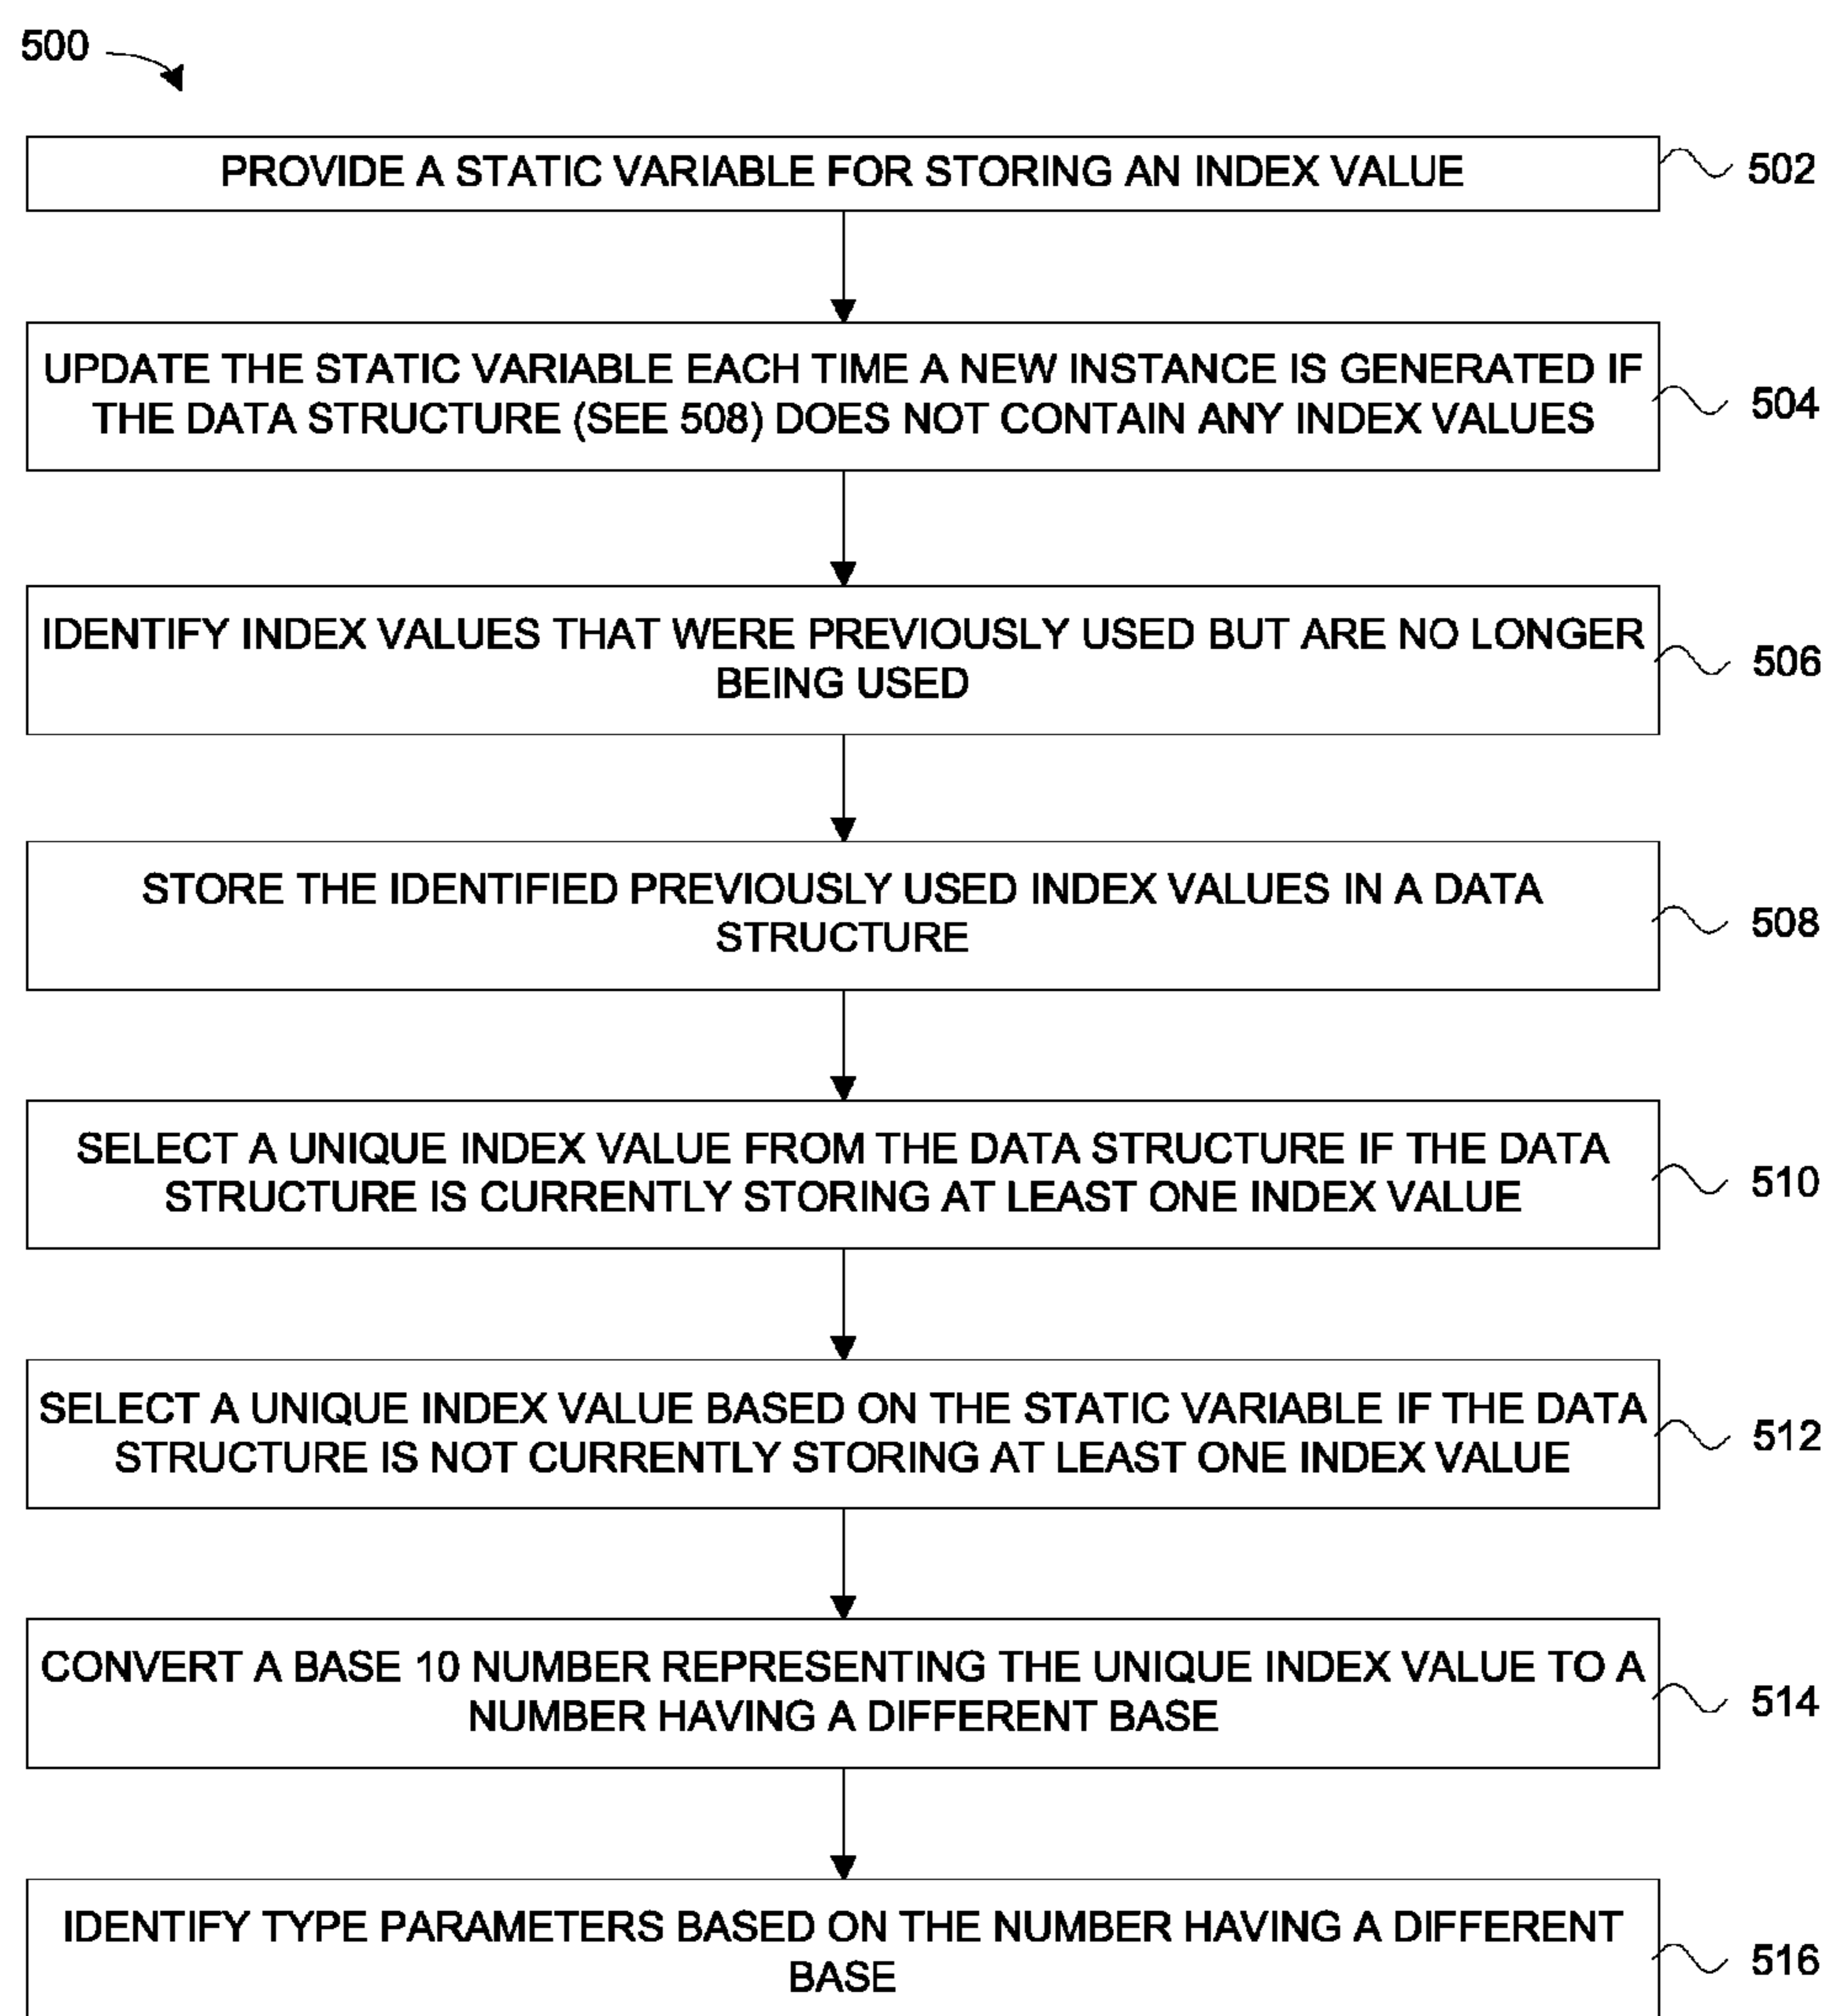 500
PROVIDE A STATIC VARIABLE FOR STORING AN INDEX VALUE
502
UPDATE THE STATIC VARIABLE EACH TIME A NEW INSTANCE IS GENERATED IF
THE DATA STRUCTURE (SEE 508) DOES NOT CONTAIN ANY INDEX VALUES
504
IDENTIFY INDEX VALUES THAT WERE PREVIOUSLY USED BUT ARE NO LONGER
BEING USED
506
STORE THE IDENTIFIED PREVIOUSLY USED INDEX VALUES IN A DATA
STRUCTURE
508
SELECT A UNIQUE INDEX VALUE FROM THE DATA STRUCTURE IF THE DATA
STRUCTURE IS CURRENTLY STORING AT LEAST ONE INDEX VALUE
510
SELECT A UNIQUE INDEX VALUE BASED ON THE STATIC VARIABLE IF THE DATA
STRUCTURE IS NOT CURRENTLY STORING AT LEAST ONE INDEX VALUE
512
CONVERT A BASE 10 NUMBER REPRESENTING THE UNIQUE INDEX VALUE TO A
NUMBER HAVING A DIFFERENT BASE
514
IDENTIFY TYPE PARAMETERS BASED ON THE NUMBER HAVING A DIFFERENT
BASE
516